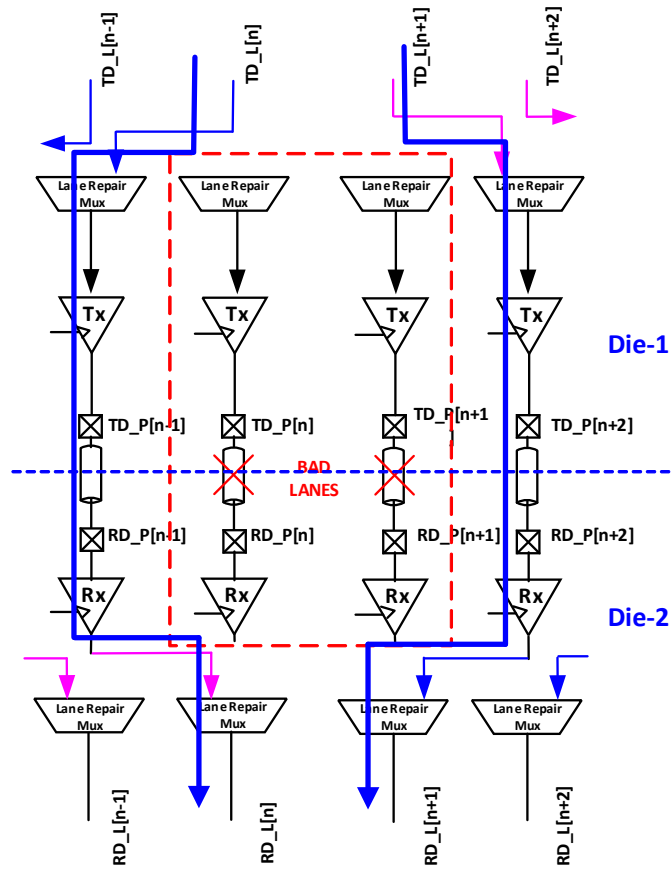 TD_L[n-1]
TD_L[n]
TD_L[n+1]
TD_L[n+2]
Lane Repair
Mux
Lane Repair
Mux
Lane Repair
Mux
Lane Repair
Mux
Tx
Tx
Tx
Tx
Die-1
TD_P[n-1]
TD_P[n]
TD_P[n+1
]
TD_P[n+2]
BAD
LANES
RD_P[n-1]
RD_P[n]
RD_P[n+1]
RD_P[n+2]
Rx
Rx
Rx
Rx
Die-2
Lane Repair
Mux
Lane Repair
Mux
Lane Repair
Mux
Lane Repair
Mux
RD_L[n-1]
RD_L[n]
RD_L[n+1]
RD_L[n+2]